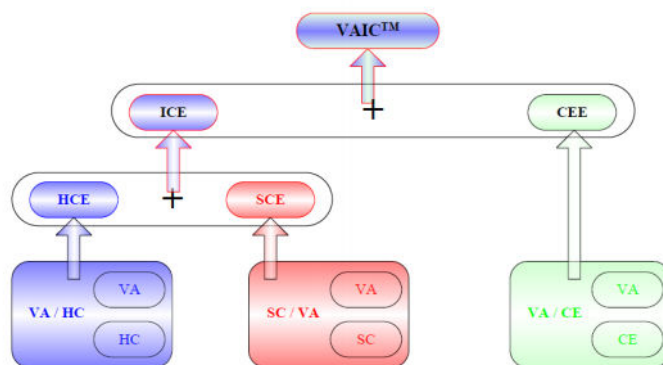 VAIC™
ICE
+
CEE
HCE
+
SCE
VA / HC
VA
HC
SC / VA
VA
SC
VA / CE
VA
CE